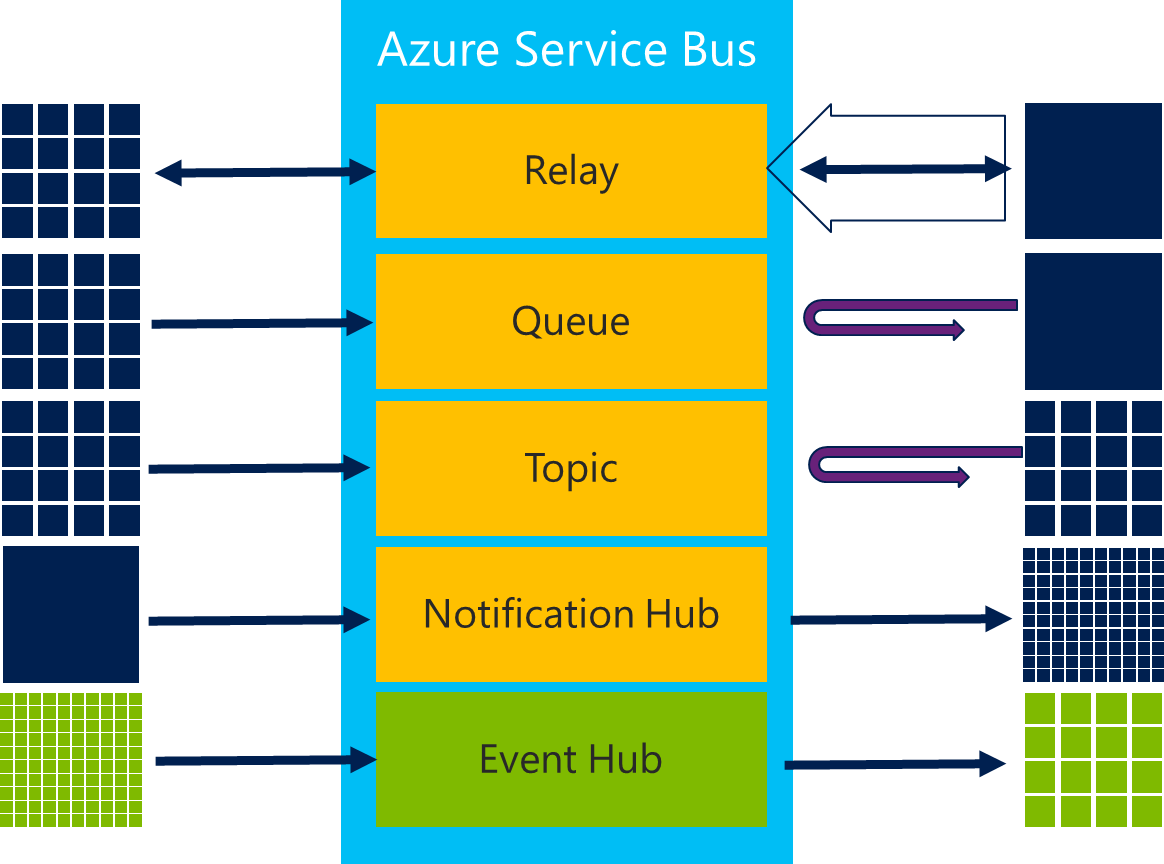 Azure Service Bus
Relay
Queue
Topic
Notification Hub
Event Hub